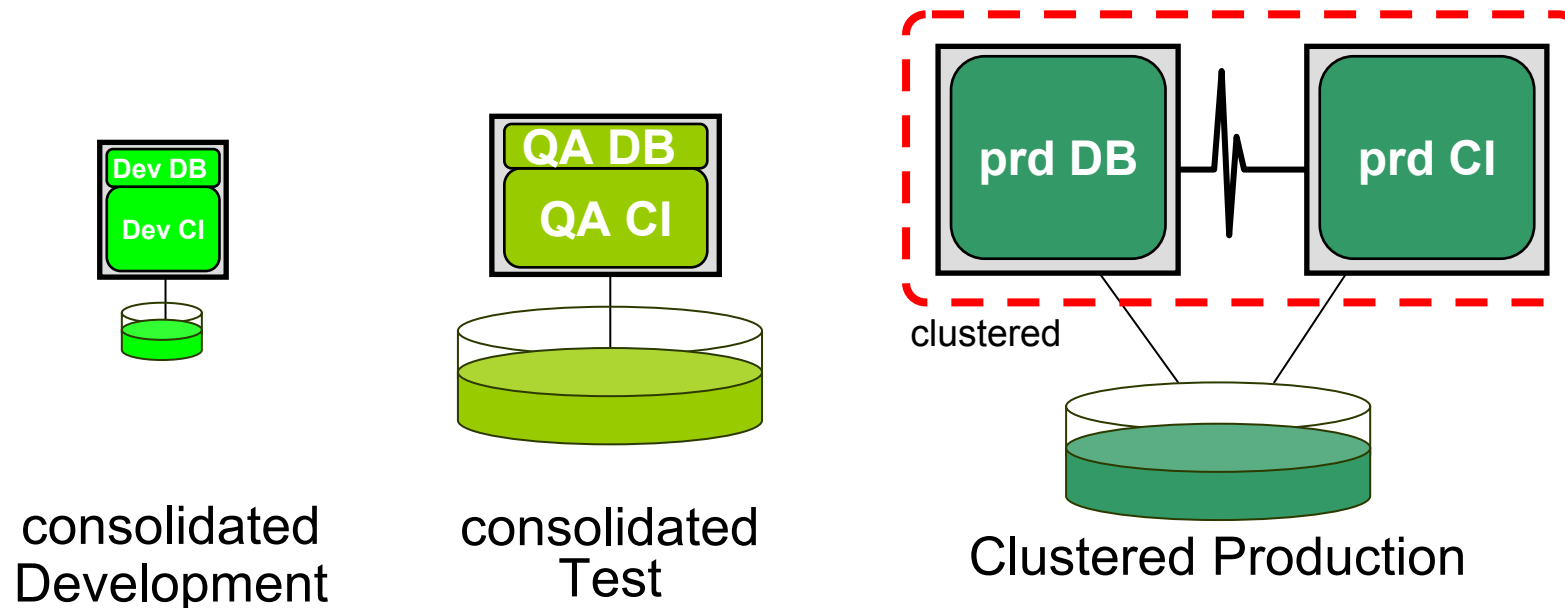 Dev DB
Dev CI
consolidated
Development
QA DB
QA CI
consolidated
Test
prd DB
prd CI
clustered
Clustered Production